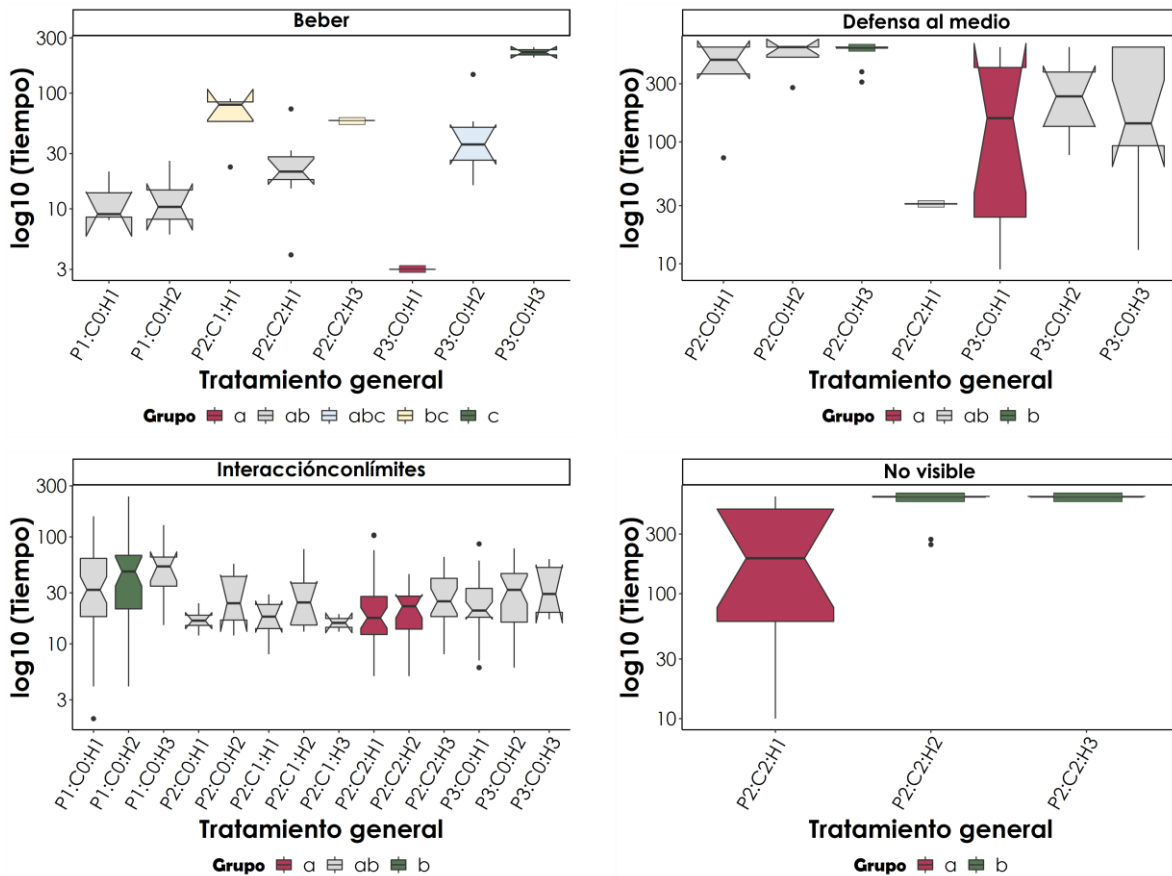 Beber
log10 (Tiempo)
300
100
30
10
3
P1:C0:H1
P1:C0:H2
P2:C1:H1
P2:C2:H1
P2:C2:H3
P3:C0:H1
P3:C0:H2
P3:C0:H3
Tratamiento general
Grupo a ab abc bc c
Defensa al medio
log10 (Tiempo)
300
100
30
10
P2:C0:H1
P2:C0:H2
P2:C0:H3
P2:C2:H1
P3:C0:H1
P3:C0:H2
P3:C0:H3
Tratamiento general
Grupo a ab b
Interacciónconlímites
log10 (Tiempo)
300
100
30
10
3
P1:C0:H1
P1:C0:H2
P1:C0:H3
P2:C0:H1
P2:C0:H2
P2:C1:H1
P2:C1:H2
P2:C1:H3
P2:C2:H1
P2:C2:H2
P2:C2:H3
P3:C0:H1
P3:C0:H2
P3:C0:H3
Tratamiento general
Grupo a ab b
No visible
log10 (Tiempo)
300
100
30
10
P2:C2:H1
P2:C2:H2
P2:C2:H3
Tratamiento general
Grupo a b